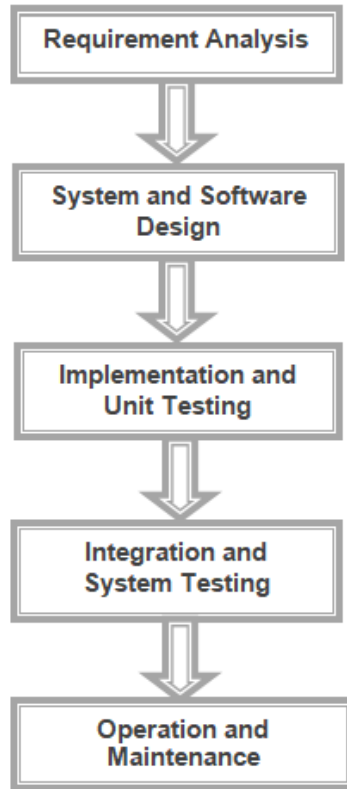 Requirement Analysis
System and Software
Design
Implementation and
Unit Testing
Integration and
System Testing
Operation and
Maintenance